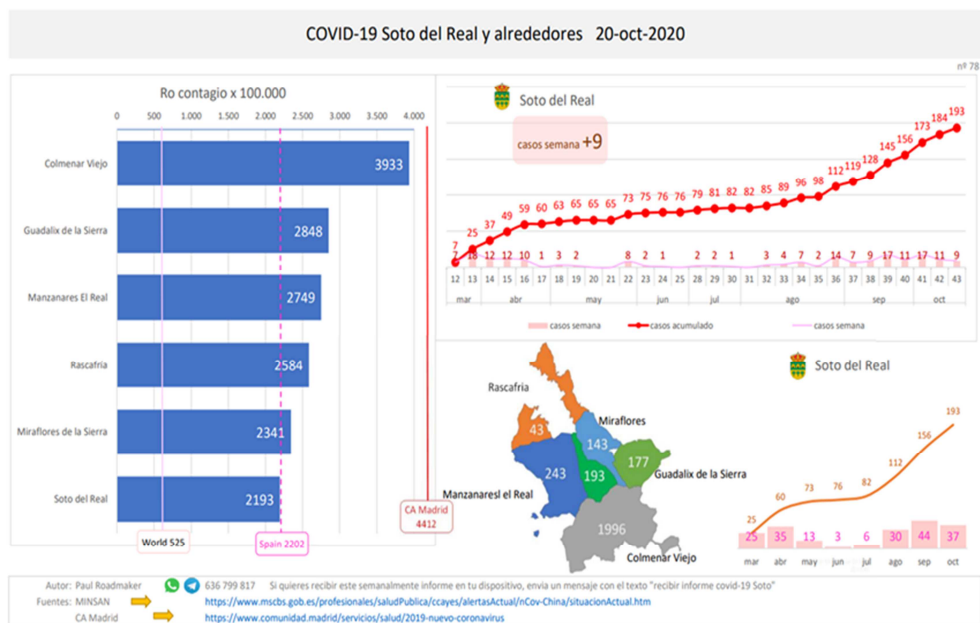 COVID-19 Soto del Real y alrededores 20-oct-2020
nº 78
Ro contagio x 100.000
0 500 1.000 1.500 2.000 2.500 3.000 3.500 4.000
Colmenar Viejo 3933
Guadalix de la Sierra 2848
Manzanares El Real 2749
Rascafria 2584
Miraflores de la Sierra 2341
Soto del Real 2193
World 525
Spain 2202
CA Madrid
4412
Soto del Real
casos semana +9
7 25 37 49 59 60 63 65 65 65 73 75 76 76 79 81 82 82 85 89 96 98 112 119 128 145 156 173 184 193
7 18 12 12 10 1 3 2 8 2 1 2 2 1 3 4 7 2 14 7 9 17 11 17 11 9
12 13 14 15 16 17 18 19 20 21 22 23 24 25 28 29 30 31 32 33 34 35 36 37 38 39 40 41 42 43
mar abr may jun jul ago sep oct
casos semana casos acumulado casos semana
Rascafria
43
Miraflores
143
177
Guadalix de la Sierra
243
193
Manzanaresl el Real
1996
Colmenar Viejo
Soto del Real
25 60 73 76 82 112 156 193
25 35 13 3 6 30 44 37
mar abr may jun jul ago sep oct
Autor: Paul Roadmaker 636 799 817 Si quieres recibir este semanalmente informe en tu dispositivo, envia un mensaje con el texto "recibir informe covid-19 Soto"
Fuentes: MINSAN https://www.mscbs.gob.es/profesionales/saludPublica/ccayes/alertasActual/nCov-China/situacionActual.htm
CA Madrid https://www.comunidad.madrid/servicios/salud/2019-nuevo-coronavirus